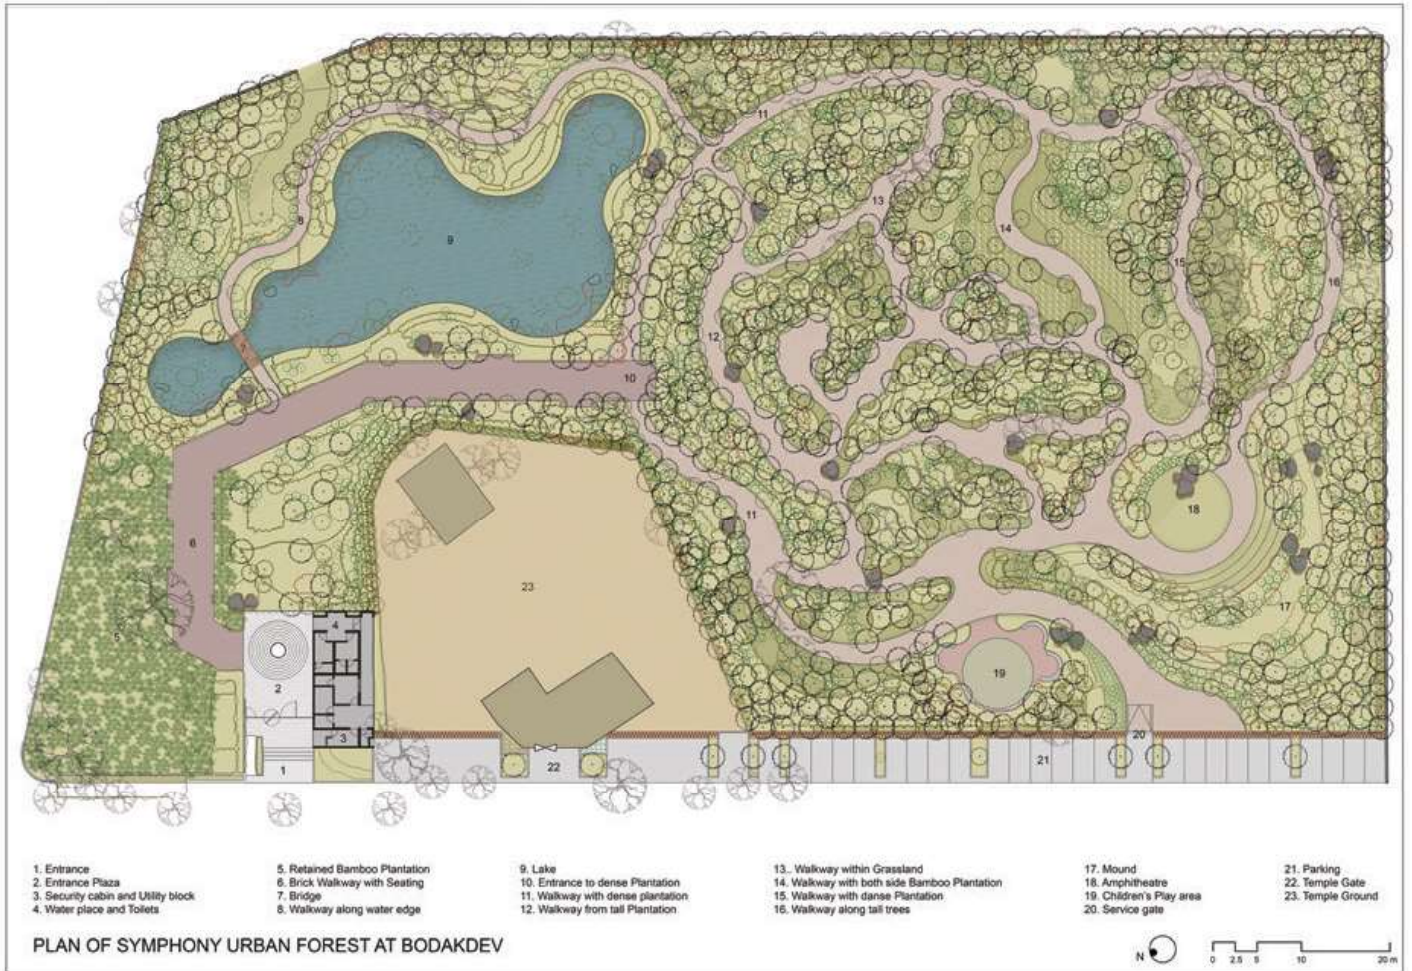 11
8
13
14
9
15
16
12
10
11
18
6
23
17
5
4
19
2
3
20
1
22
21
1. Entrance
2. Entrance Plaza
3. Security cabin and Utility block
4. Water place and Toilets
5. Retained Bamboo Plantation
6. Brick Walkway with Seating
7. Bridge
8. Walkway along water edge
9. Lake
10. Entrance to dense Plantation
11. Walkway with dense plantation
12. Walkway from tall Plantation
13.. Walkway within Grassland
14. Walkway with both side Bamboo Plantation
15. Walkway with danse Plantation
16. Walkway along tall trees
17. Mound
18. Amphitheatre
19. Children's Play area
20. Service gate
21. Parking
22. Temple Gate
23. Temple Ground
PLAN OF SYMPHONY URBAN FOREST AT BODAKDEV
N
0 2.5 5 10 20 m